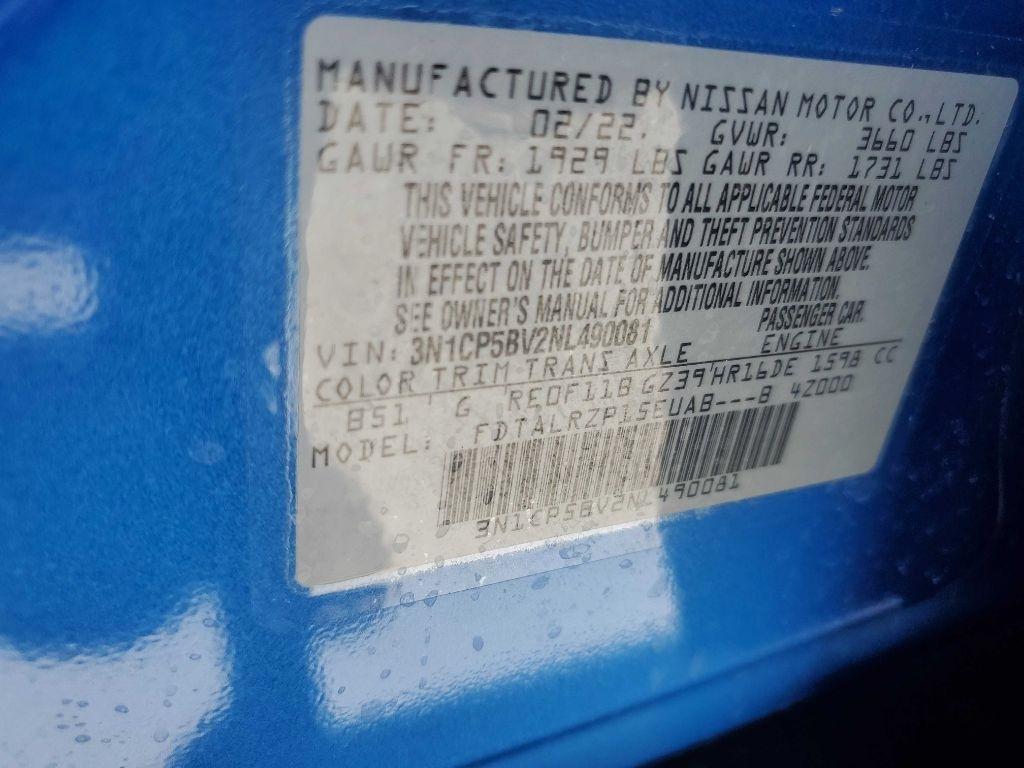 MANUFACTURED BY NISSAN MOTOR CO.,LTD.
DATE: 02/22. GVWR: 3660 LBS
GAWR FR: 1929 LBS GAWR RR: 1731 LBS
THIS VEHICLE CONFORMS TO ALL APPLICABLE FEDERAL MOTOR
VEHICLE SAFETY, BUMPER AND THEFT PREVENTION STANDARDS
IN EFFECT ON THE DATE OF MANUFACTURE SHOWN ABOVE.
SEE OWNER'S MANUAL FOR ADDITIONAL INFORMATION.
VIN: 3N1CP5BV2NL490081 PASSENGER CAR.
COLOR TRIM TRANS AXLE ENGINE
B51 ' G RE0F11B GZ39'HR16DE 1598 CC
MODEL: FDTALRZP15EUAB---B 4Z000
3N1CP5BV2NL490081